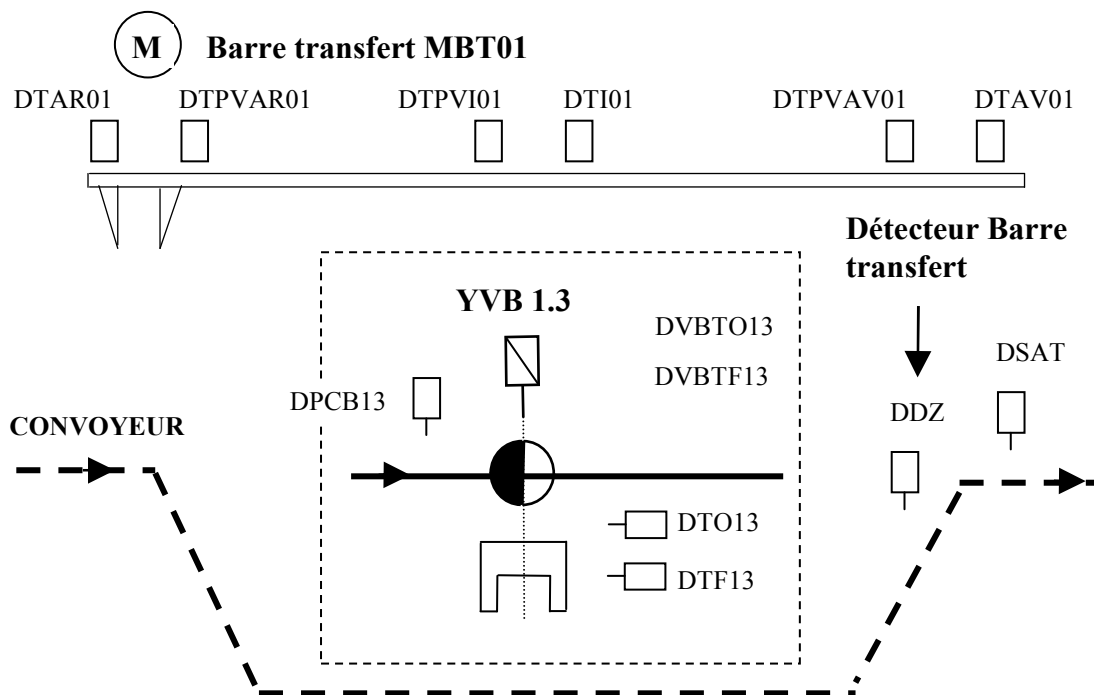 M Barre transfert MBT01
DTAR01 DTPVAR01 DTPVI01 DTI01 DTPVAV01 DTAV01
Détecteur Barre
transfert
YVB 1.3
DVBTO13
DVBTF13
DSAT
DPCB13
DDZ
CONVOYEUR
DTO13
DTF13